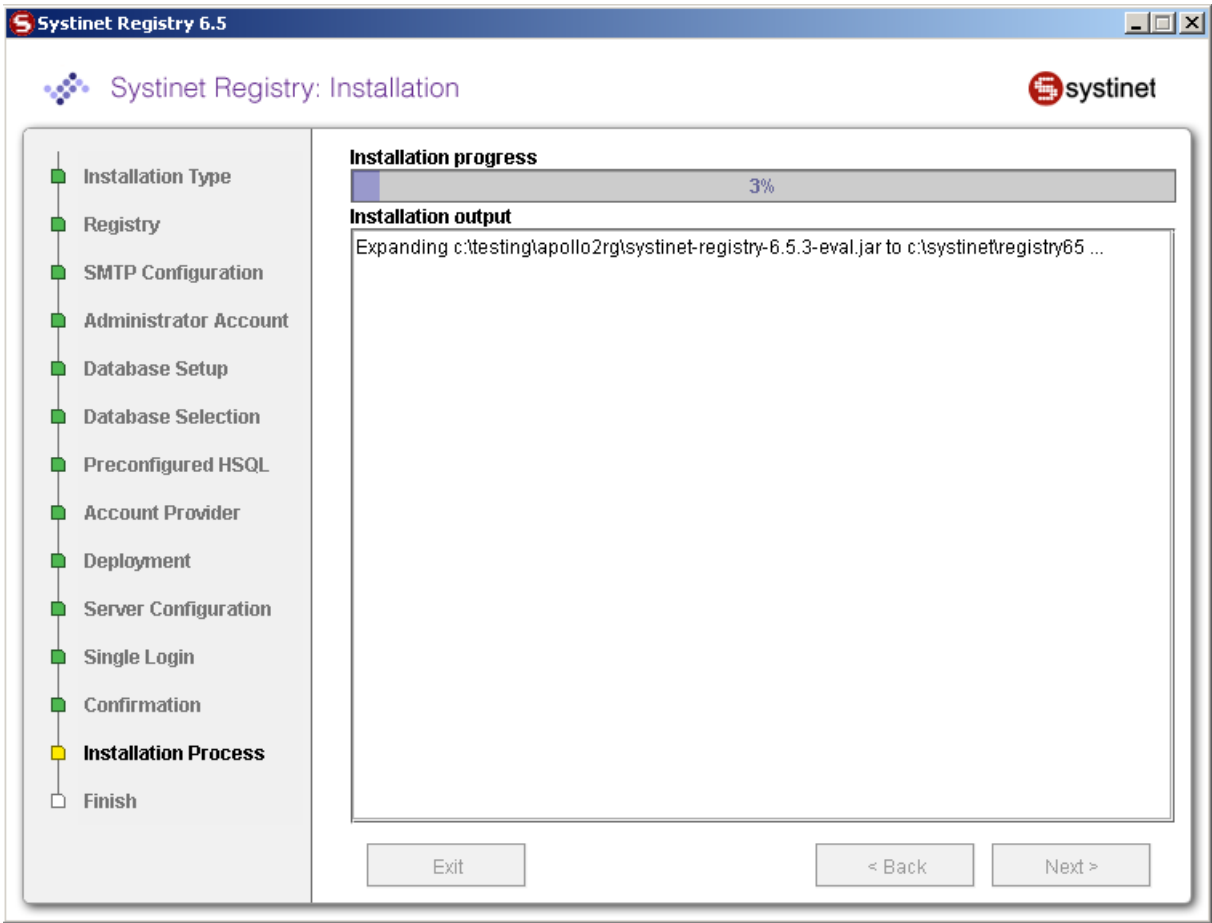 Systinet Registry 6.5
Systinet Registry: Installation
systinet
Installation Type
Registry
SMTP Configuration
Administrator Account
Database Setup
Database Selection
Preconfigured HSQL
Account Provider
Deployment
Server Configuration
Single Login
Confirmation
Installation Process
Finish
Installation progress
3%
Installation output
Expanding c:\testing\apollo2rg\systinet-registry-6.5.3-eval.jar to c:\systinet\registry65 ...
Exit
< Back
Next >